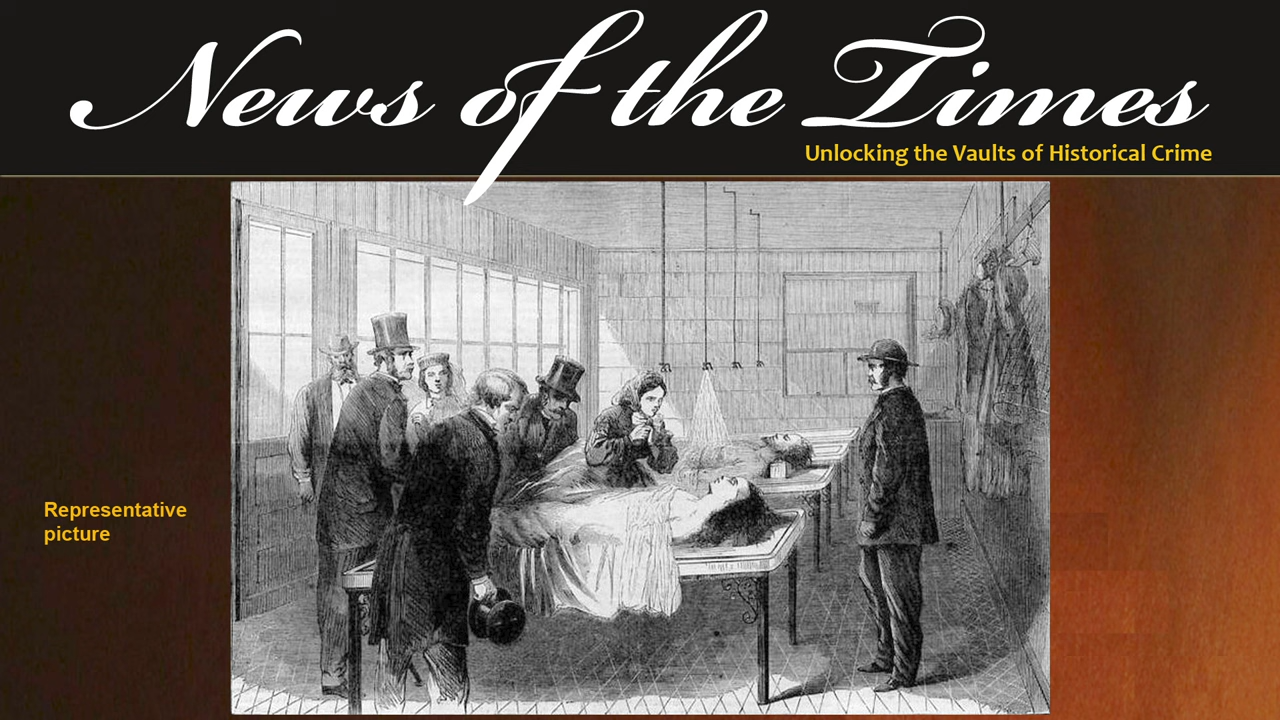 News of the Times
Unlocking the Vaults of Historical Crime
Representative
picture